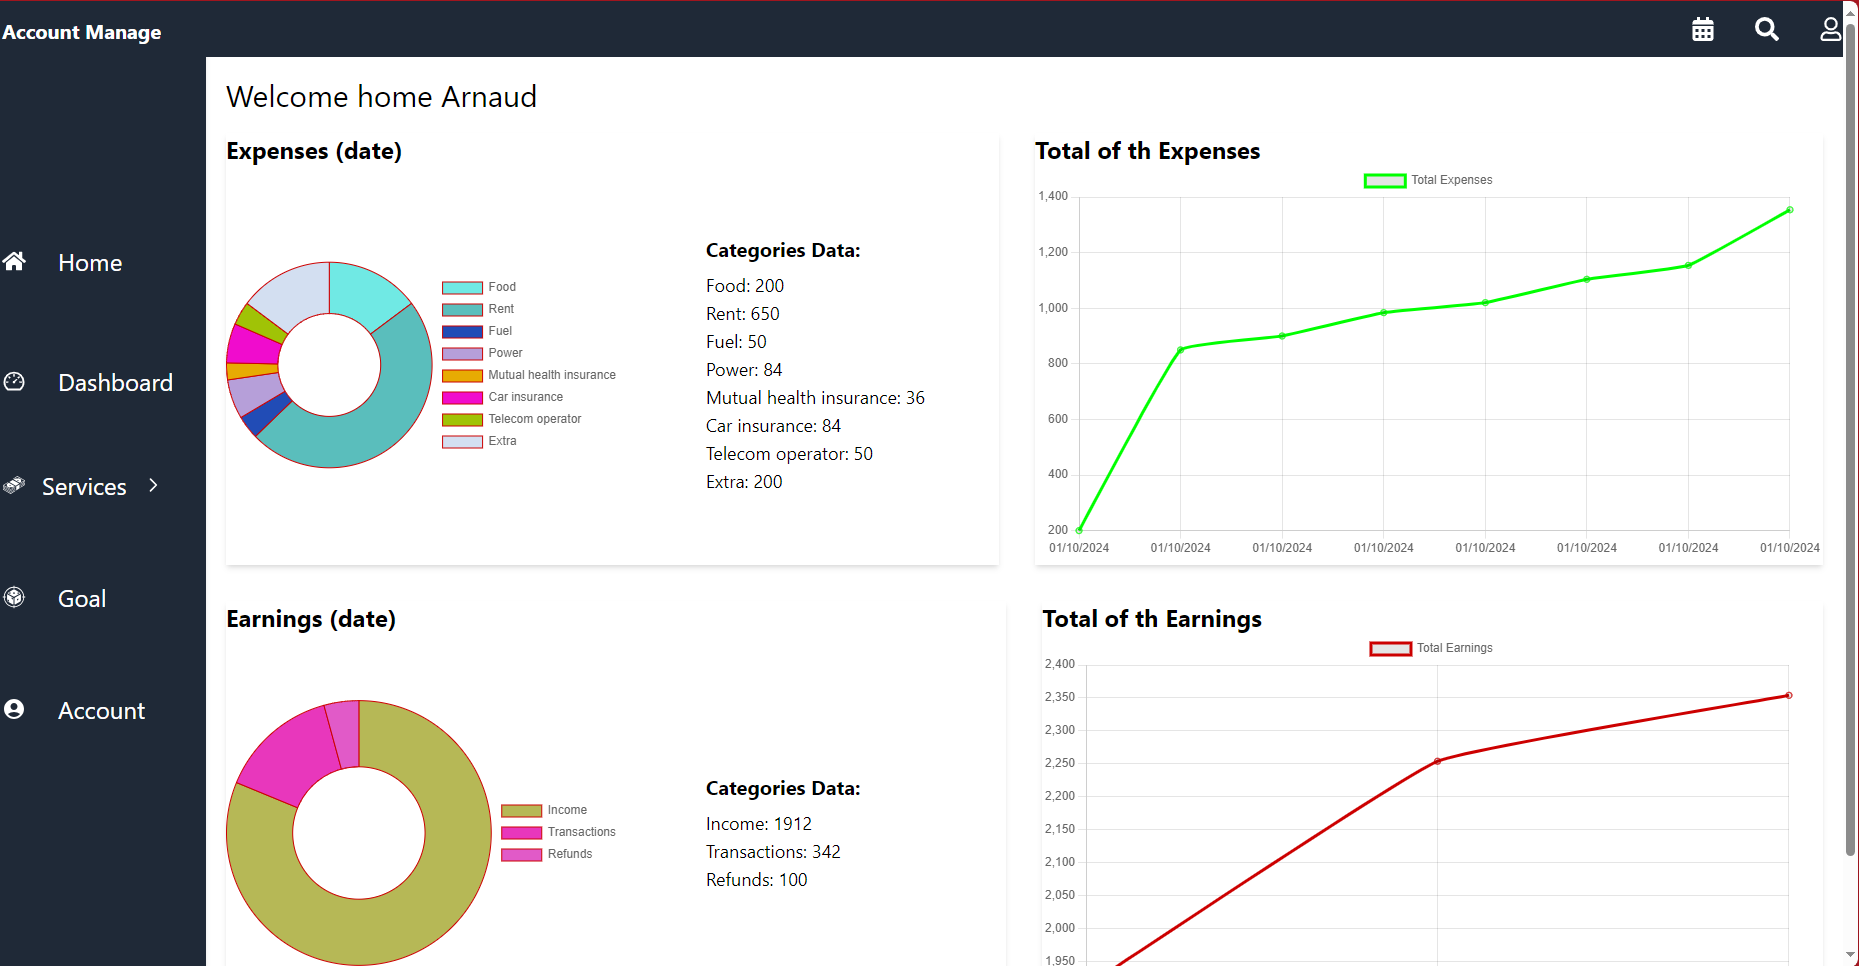 Account Manage
Home
Dashboard
Services
Goal
Account
Welcome home Arnaud
Expenses (date)
Food
Rent
Fuel
Power
Mutual health insurance
Car insurance
Telecom operator
Extra
Categories Data:
Food: 200
Rent: 650
Fuel: 50
Power: 84
Mutual health insurance: 36
Car insurance: 84
Telecom operator: 50
Extra: 200
Total of th Expenses
Total Expenses
1,400
1,200
1,000
800
600
400
200
01/10/2024 01/10/2024 01/10/2024 01/10/2024 01/10/2024 01/10/2024 01/10/2024 01/10/2024
Earnings (date)
Income
Transactions
Refunds
Categories Data:
Income: 1912
Transactions: 342
Refunds: 100
Total of th Earnings
Total Earnings
2,400
2,350
2,300
2,250
2,200
2,150
2,100
2,050
2,000
1,950